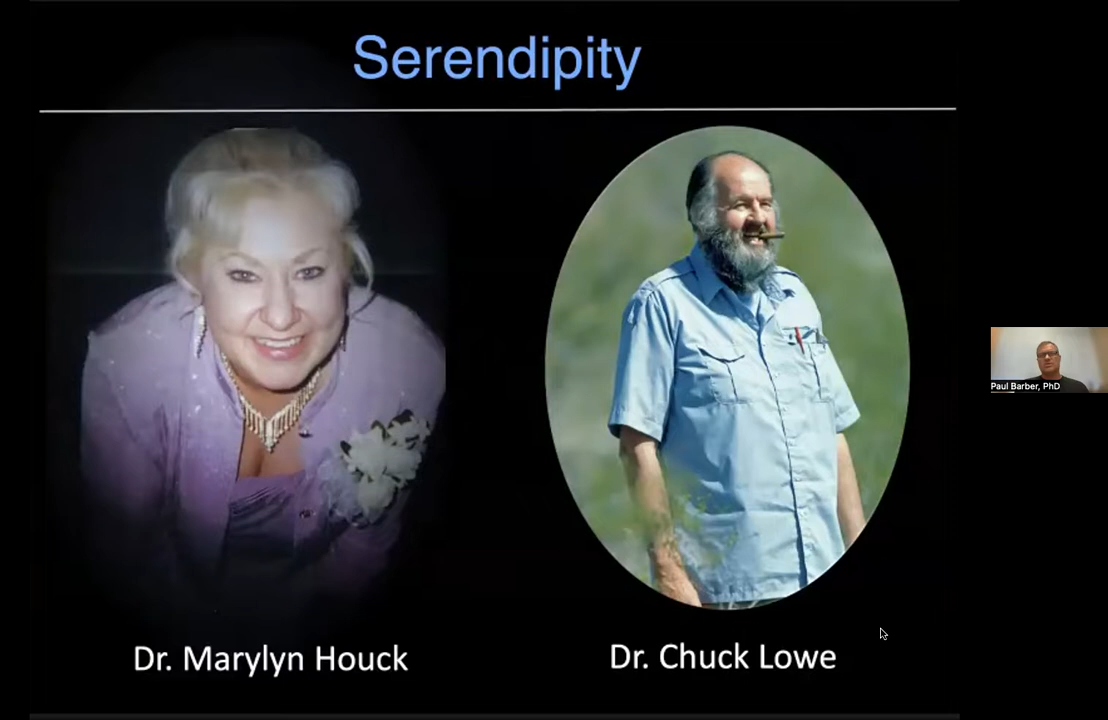 Serendipity
Dr. Marylyn Houck
Dr. Chuck Lowe
Paul Barber, PhD